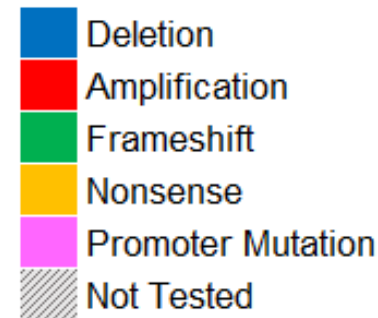 Deletion
Amplification
Frameshift
Nonsense
Promoter Mutation
Not Tested